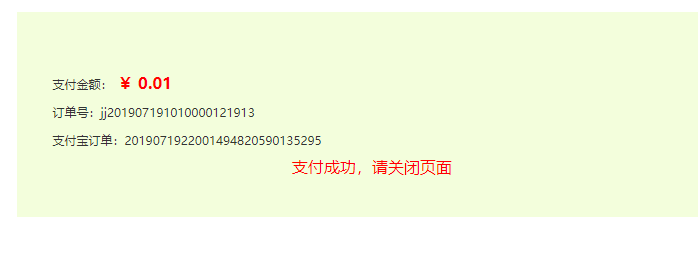 支付金额： ￥ 0.01
订单号：jj201907191010000121913
支付宝订单：2019071922001494820590135295
支付成功，请关闭页面